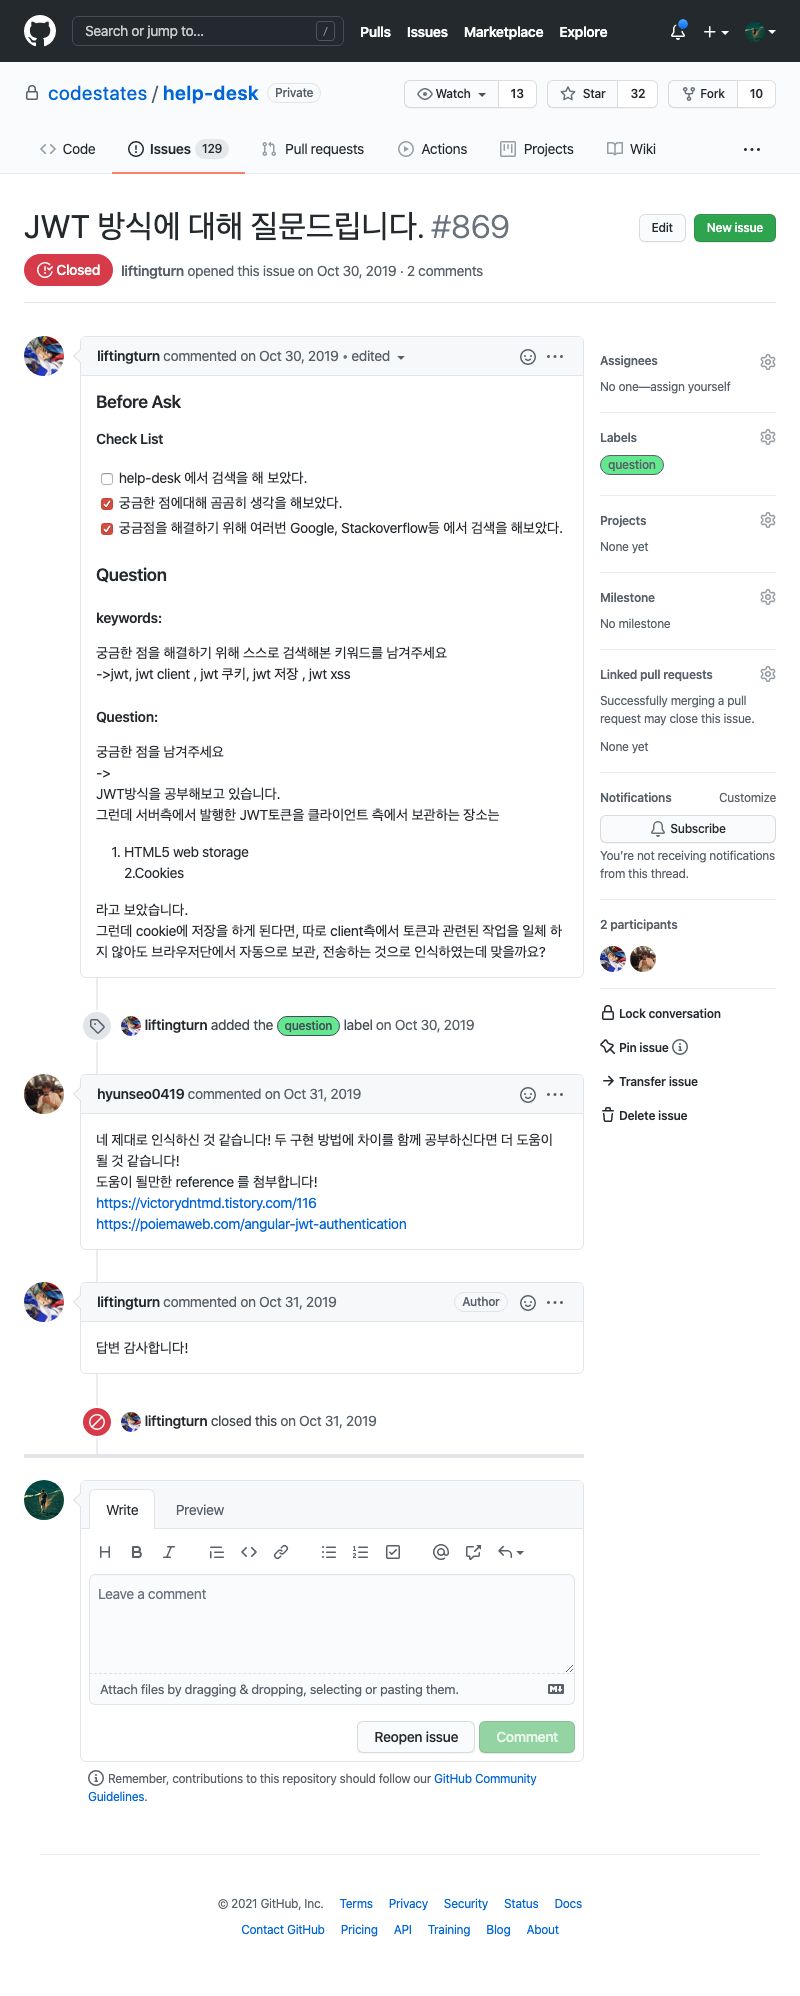 Search or jump to... /
Pulls Issues Marketplace Explore
codestates / help-desk Private
Watch 13 Star 32 Fork 10
Code Issues 129 Pull requests Actions Projects Wiki
JWT 방식에 대해 질문드립니다. #869
Edit New issue
Closed liftingturn opened this issue on Oct 30, 2019 · 2 comments
liftingturn commented on Oct 30, 2019 • edited
Before Ask
Check List
help-desk 에서 검색을 해 보았다.
궁금한 점에대해 곰곰히 생각을 해보았다.
궁금점을 해결하기 위해 여러번 Google, Stackoverflow등 에서 검색을 해보았다.
Question
keywords:
궁금한 점을 해결하기 위해 스스로 검색해본 키워드를 남겨주세요
->jwt, jwt client , jwt 쿠키, jwt 저장 , jwt xss
Question:
궁금한 점을 남겨주세요
->
JWT방식을 공부해보고 있습니다.
그런데 서버측에서 발행한 JWT토큰을 클라이언트 측에서 보관하는 장소는
1. HTML5 web storage
2.Cookies
라고 보았습니다.
그런데 cookie에 저장을 하게 된다면, 따로 client측에서 토큰과 관련된 작업을 일체 하
지 않아도 브라우저단에서 자동으로 보관, 전송하는 것으로 인식하였는데 맞을까요?
liftingturn added the question label on Oct 30, 2019
hyunseo0419 commented on Oct 31, 2019
네 제대로 인식하신 것 같습니다! 두 구현 방법에 차이를 함께 공부하신다면 더 도움이
될 것 같습니다!
도움이 될만한 reference 를 첨부합니다!
https://victorydntmd.tistory.com/116
https://poiemaweb.com/angular-jwt-authentication
liftingturn commented on Oct 31, 2019 Author
답변 감사합니다!
liftingturn closed this on Oct 31, 2019
Write Preview
H B I
Leave a comment
Attach files by dragging & dropping, selecting or pasting them.
Reopen issue Comment
Remember, contributions to this repository should follow our GitHub Community
Guidelines.
Assignees
No one—assign yourself
Labels
question
Projects
None yet
Milestone
No milestone
Linked pull requests
Successfully merging a pull
request may close this issue.
None yet
Notifications Customize
Subscribe
You're not receiving notifications
from this thread.
2 participants
Lock conversation
Pin issue
Transfer issue
Delete issue
© 2021 GitHub, Inc. Terms Privacy Security Status Docs
Contact GitHub Pricing API Training Blog About